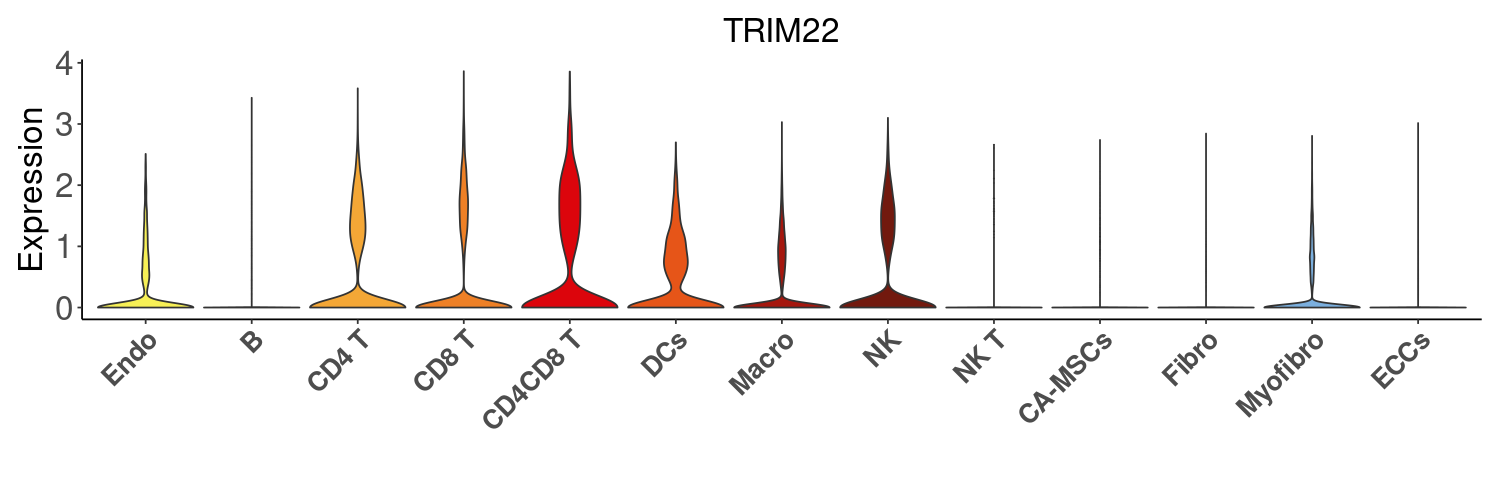 TRIM22
Expression
4
3
2
1
0
Endo
B
CD4 T
CD8 T
CD4CD8 T
DCs
Macro
NK
NK T
CA-MSCs
Fibro
Myofibro
ECCs